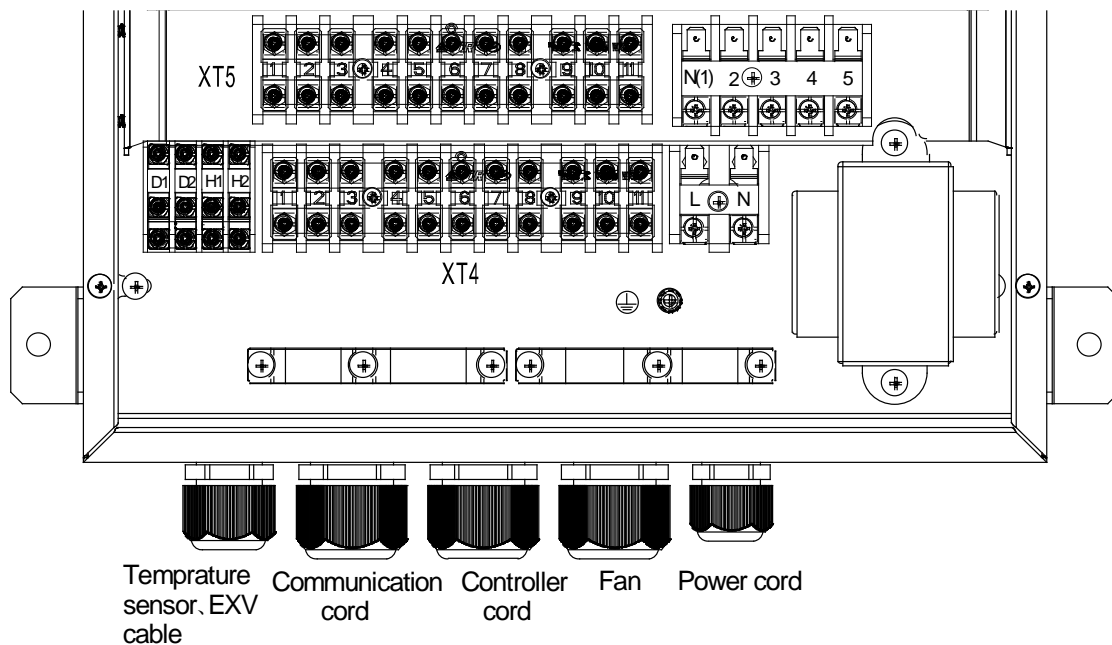 1 2 3 4 5 6 7 8 9 10 11
XT5
N(1) 2 3 4 5
D1 D2 H1 H2
1 2 3 4 5 6 7 8 9 10 11
L N
XT4
Temprature
sensor、EXV
cable
Communication
cord
Controller
cord
Fan
Power cord